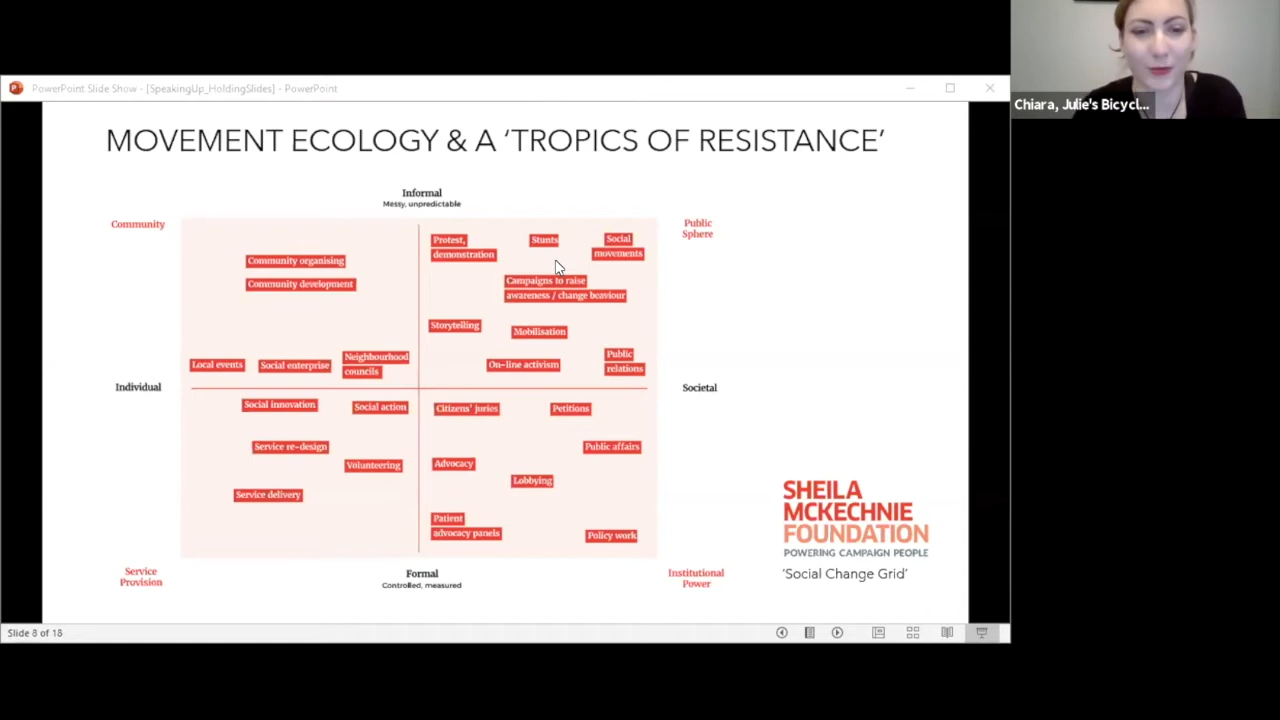 PowerPoint Slide Show - [SpeakingUp_HoldingSlides] - PowerPoint
Chiara, Julie's Bicycl...
MOVEMENT ECOLOGY & A ‘TROPICS OF RESISTANCE’
Informal
Messy, unpredictable
Community
Public
Sphere
Protest,
demonstration
Stunts
Social
movements
Community organising
Community development
Campaigns to raise
awareness / change beaviour
Storytelling
Mobilisation
Local events
Social enterprise
Neighbourhood
councils
On-line activism
Public
relations
Individual
Societal
Social innovation
Social action
Citizens' juries
Petitions
Service re-design
Public affairs
Volunteering
Advocacy
Lobbying
Service delivery
Patient
advocacy panels
Policy work
Service
Provision
Formal
Controlled, measured
Institutional
Power
SHEILA
MCKECHNIE
FOUNDATION
POWERING CAMPAIGN PEOPLE
‘Social Change Grid’
Slide 8 of 18